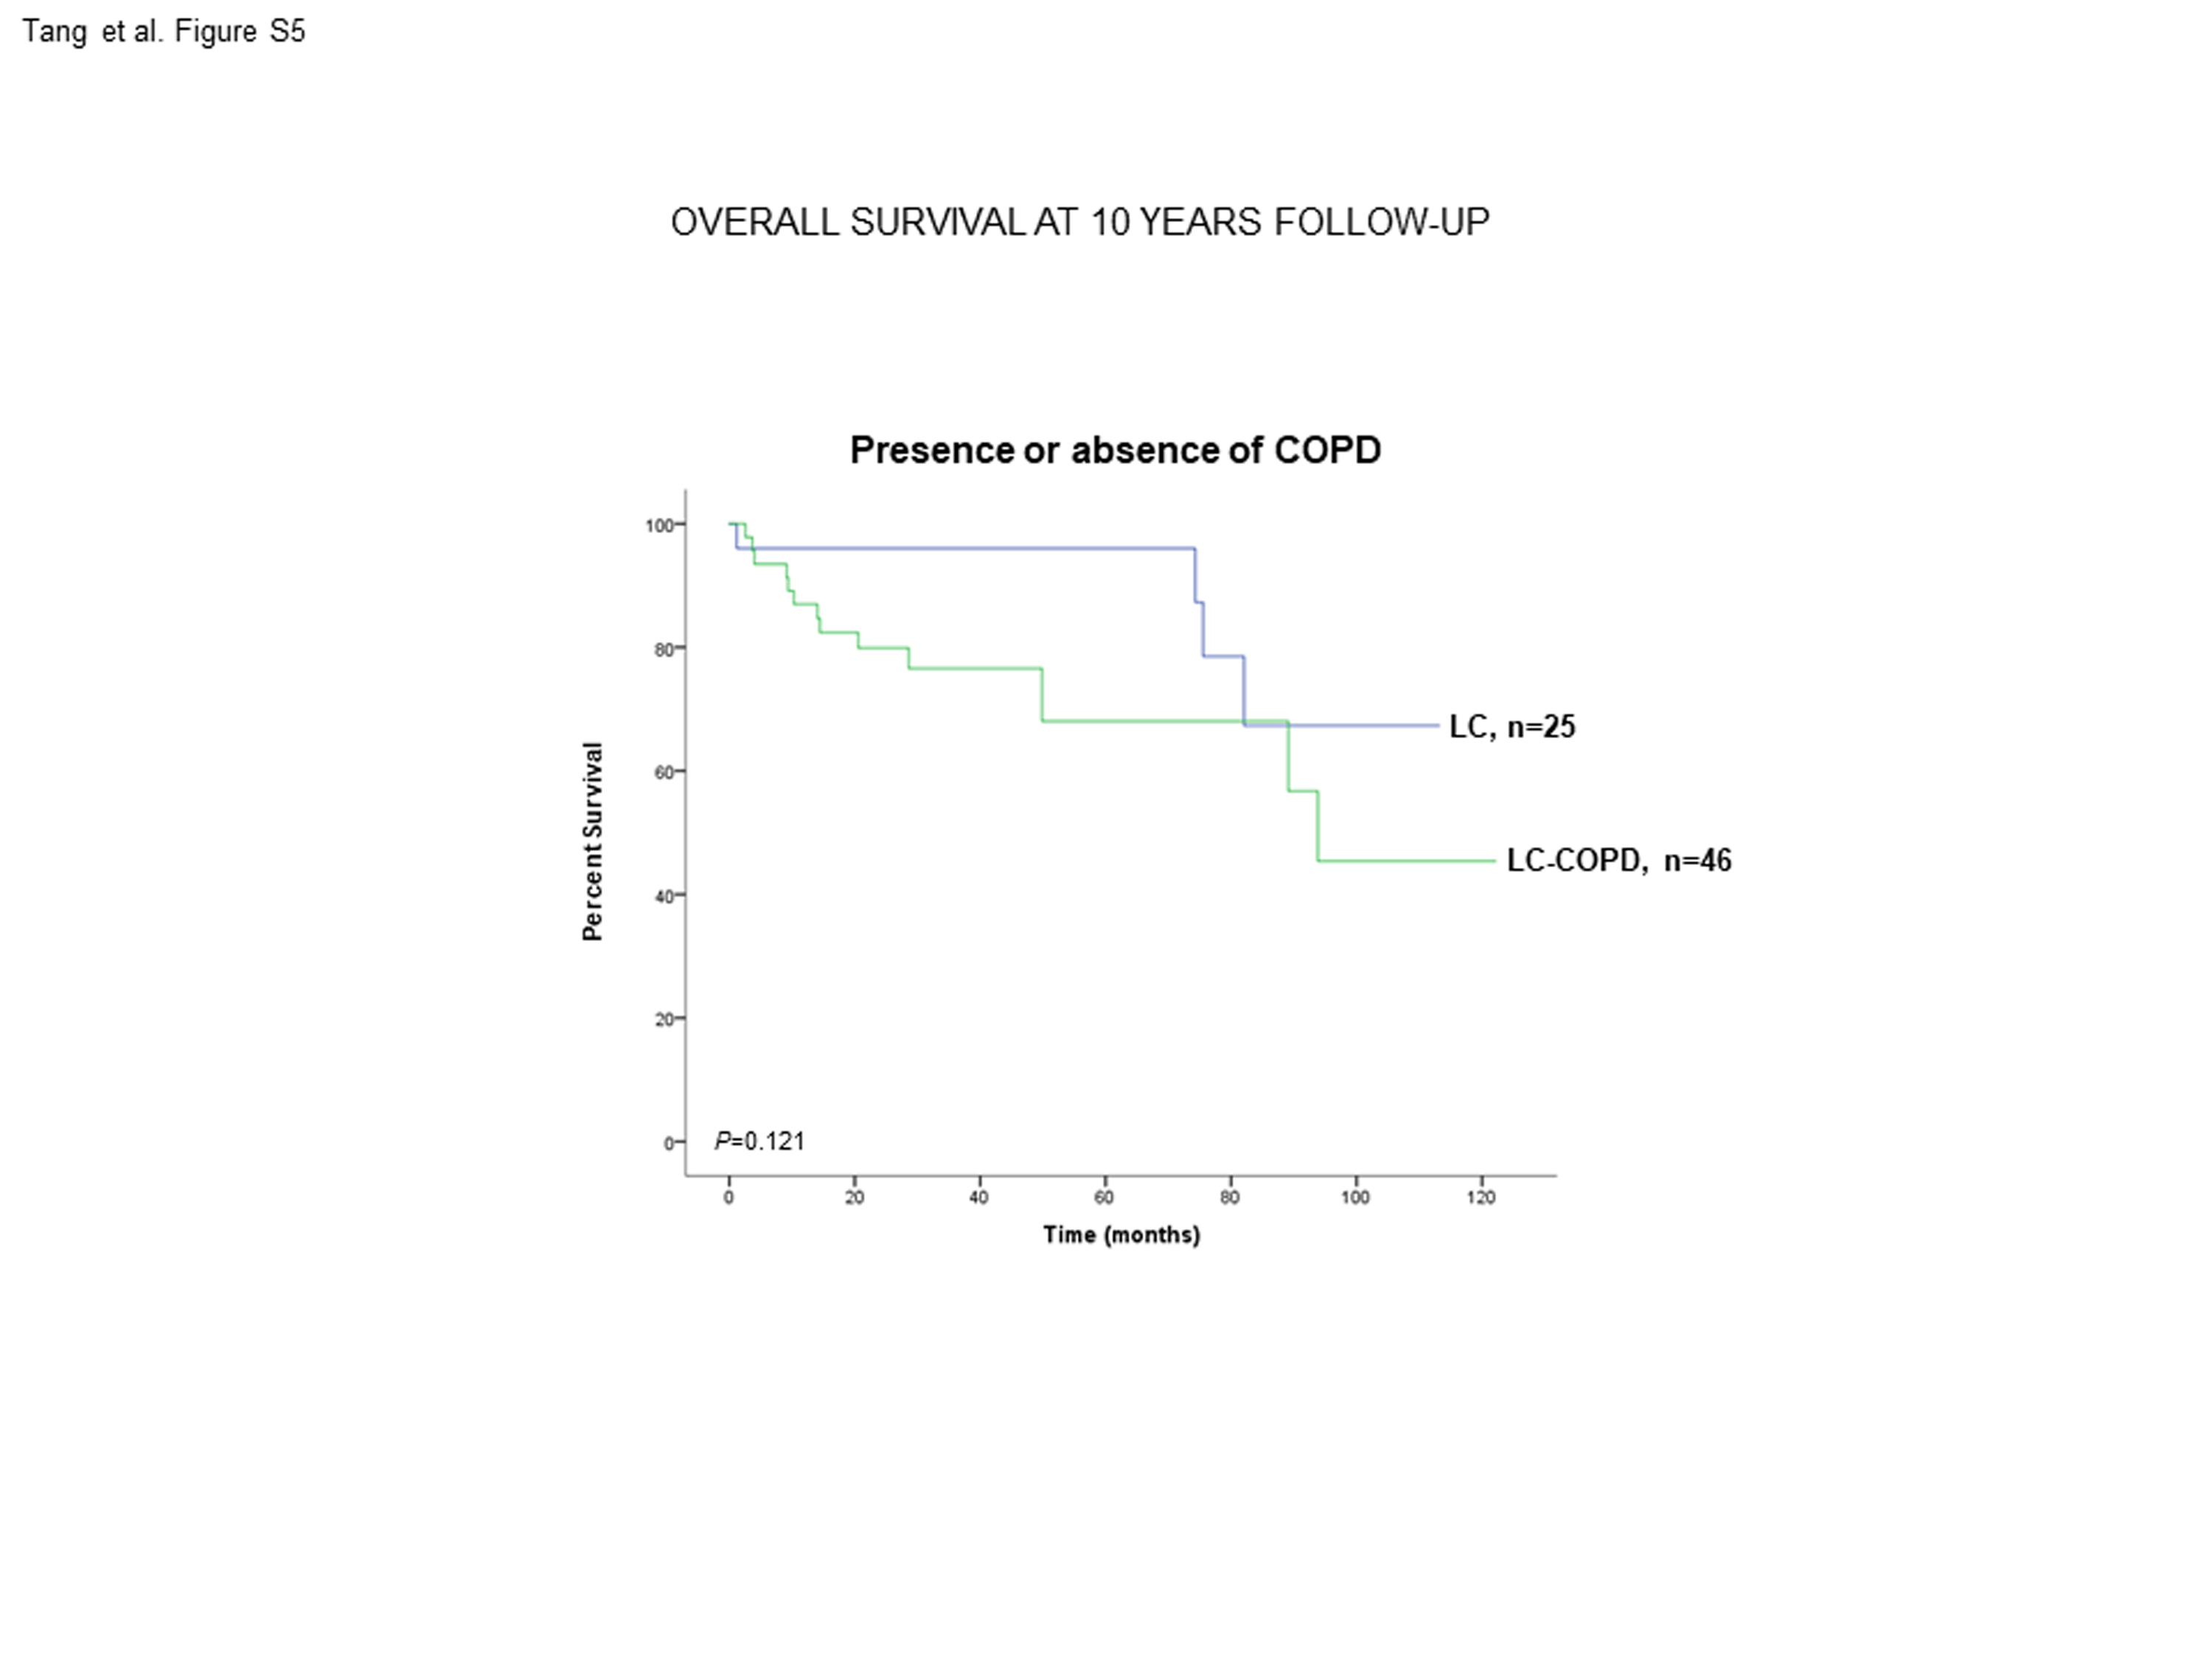 Tang et al. Figure S5
OVERALL SURVIVAL AT 10 YEARS FOLLOW-UP
Presence or absence of COPD
100
80
60
40
20
0
Percent Survival
LC, n=25
LC-COPD, n=46
P=0.121
0 20 40 60 80 100 120
Time (months)